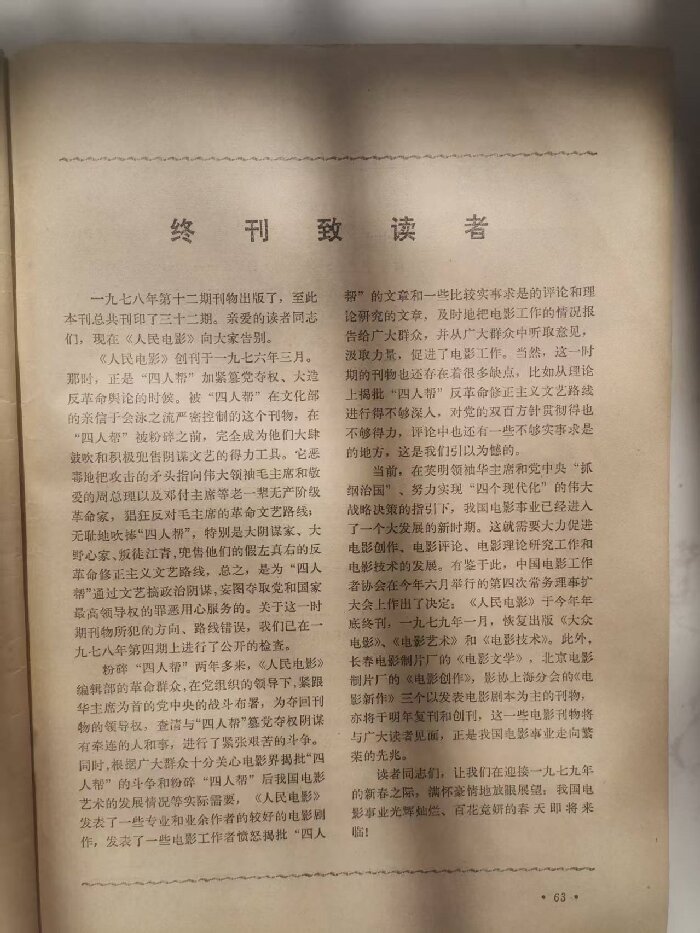 终刊致读者
一九七八年第十二期刊物出版了，至此
本刊总共刊印了三十二期。亲爱的读者同志
们，现在《人民电影》向大家告别。
《人民电影》创刊于一九七六年三月。
那时，正是“四人帮”加紧篡党夺权、大造
反革命舆论的时候。被“四人帮”在文化部
的亲信于会泳之流严密控制的这个刊物，在
“四人帮”被粉碎之前，完全成为他们大肆
鼓吹和积极兜售阴谋文艺的得力工具。它恶
毒地把攻击的矛头指向伟大领袖毛主席和敬
爱的周总理以及邓付主席等老一辈无产阶级
革命家，猖狂反对毛主席的革命文艺路线；
无耻地吹捧“四人帮”，特别是大阴谋家、大
野心家、叛徒江青，兜售他们的假左真右的反
革命修正主义文艺路线，总之，是为“四人
帮”通过文艺搞政治阴谋，妄图夺取党和国家
最高领导权的罪恶用心服务的。关于这一时
期刊物所犯的方向、路线错误，我们已在一
九七八年第四期上进行了公开的检查。
粉碎“四人帮”两年多来，《人民电影》
编辑部的革命群众，在党组织的领导下，紧跟
华主席为首的党中央的战斗布署，为夺回刊
物的领导权，查清与“四人帮”篡党夺权阴谋
有牵连的人和事，进行了紧张艰苦的斗争。
同时，根据广大群众十分关心电影界揭批“四
人帮”的斗争和粉碎“四人帮”后我国电影
艺术的发展情况等实际需要，《人民电影》
发表了一些专业和业余作者的较好的电影剧
作，发表了一些电影工作者愤怒揭批“四人
帮”的文章和一些比较实事求是的评论和理
论研究的文章，及时地把电影工作的情况报
告给广大群众，并从广大群众中听取意见，
汲取力量，促进了电影工作。当然，这一时
期的刊物也还存在着很多缺点，比如从理论
上揭批“四人帮”反革命修正主义文艺路线
进行得不够深入，对党的双百方针贯彻得也
不够得力，评论中也还有一些不够实事求是
的地方，这是我们引以为憾的。
当前，在英明领袖华主席和党中央“抓
纲治国”、努力实现“四个现代化”的伟大
战略决策的指引下，我国电影事业已经进入
了一个大发展的新时期。这就需要大力促进
电影创作、电影评论、电影理论研究工作和
电影技术的发展。有鉴于此，中国电影工作
者协会在今年六月举行的第四次常务理事扩
大会上作出了决定：《人民电影》于今年年
底终刊，一九七九年一月，恢复出版《大众
电影》、《电影艺术》和《电影技术》。此外，
长春电影制片厂的《电影文学》，北京电影
制片厂的《电影创作》，影协上海分会的《电
影新作》三个以发表电影剧本为主的刊物，
亦将于明年复刊和创刊，这一些电影刊物将
与广大读者见面，正是我国电影事业走向繁
荣的先兆。
读者同志们，让我们在迎接一九七九年
的新春之际，满怀豪情地放眼展望：我国电
影事业光辉灿烂、百花竞妍的春天即将来
临！
·63·